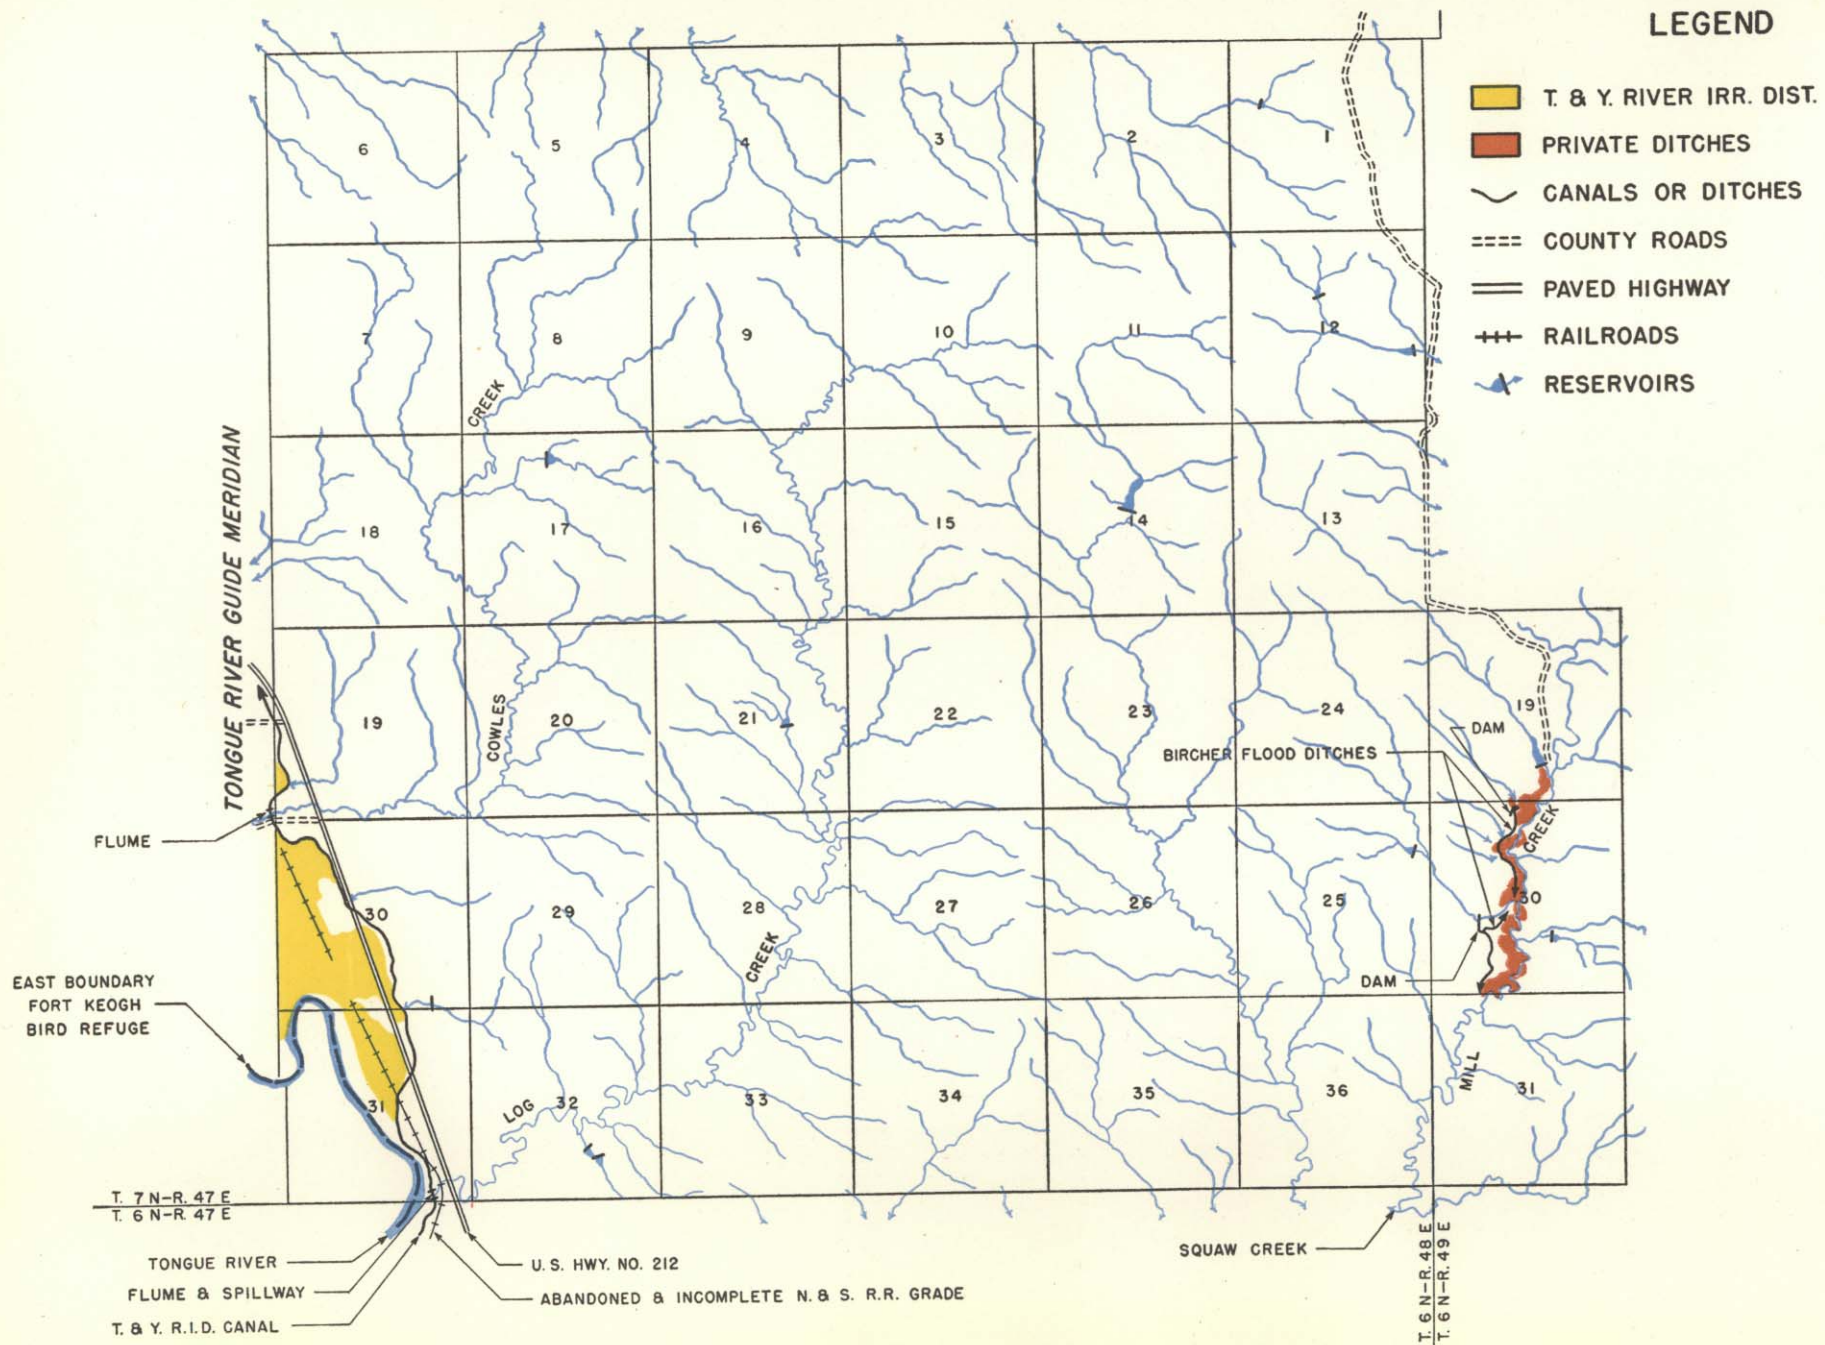 LEGEND
T. & Y. RIVER IRR. DIST.
PRIVATE DITCHES
CANALS OR DITCHES
COUNTY ROADS
PAVED HIGHWAY
RAILROADS
RESERVOIRS
6
5
4
3
2
1
7
8
9
10
11
12
CREEK
18
17
16
15
14
13
TONGUE RIVER GUIDE MERIDIAN
19
COWLES
20
21
22
23
24
19
DAM
BIRCHER FLOOD DITCHES
FLUME
CREEK
30
29
28
27
26
25
30
CREEK
DAM
EAST BOUNDARY
FORT KEOGH
BIRD REFUGE
31
LOG
32
33
34
35
36
MILL
31
T. 7 N-R. 47 E
T. 6 N-R. 47 E
TONGUE RIVER
FLUME & SPILLWAY
T. & Y. R.I.D. CANAL
U.S. HWY. NO. 212
ABANDONED & INCOMPLETE N. & S. R.R. GRADE
SQUAW CREEK
T. 6 N-R. 48 E
T. 6 N-R. 49 E